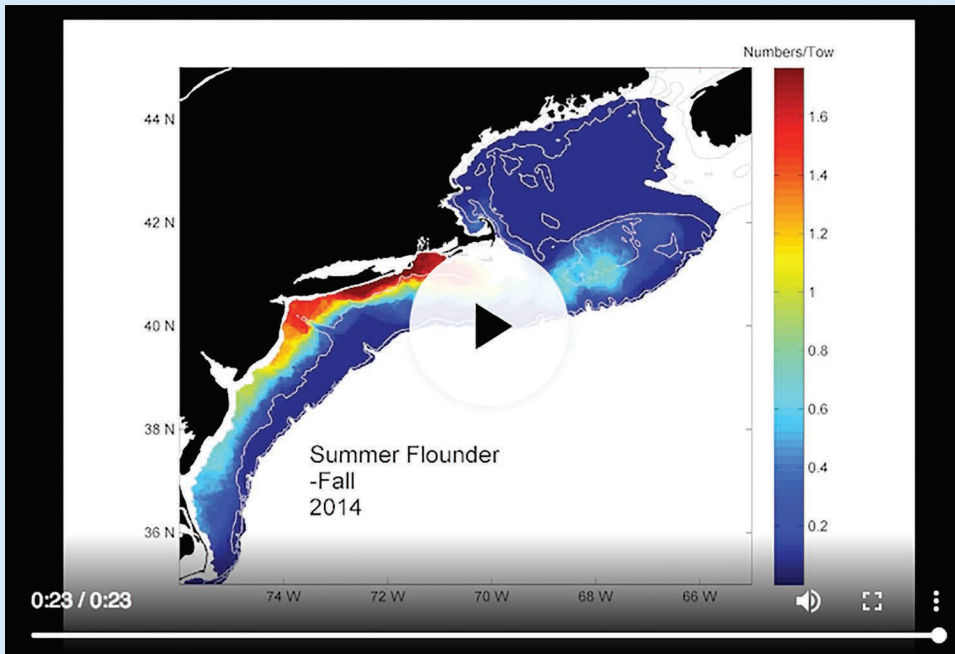 Numbers/Tow
44 N
42 N
40 N
38 N
36 N
74 W
72 W
70 W
68 W
66 W
1.6
1.4
1.2
1
0.8
0.6
0.4
0.2
Summer Flounder
-Fall
2014
0:23 / 0:23